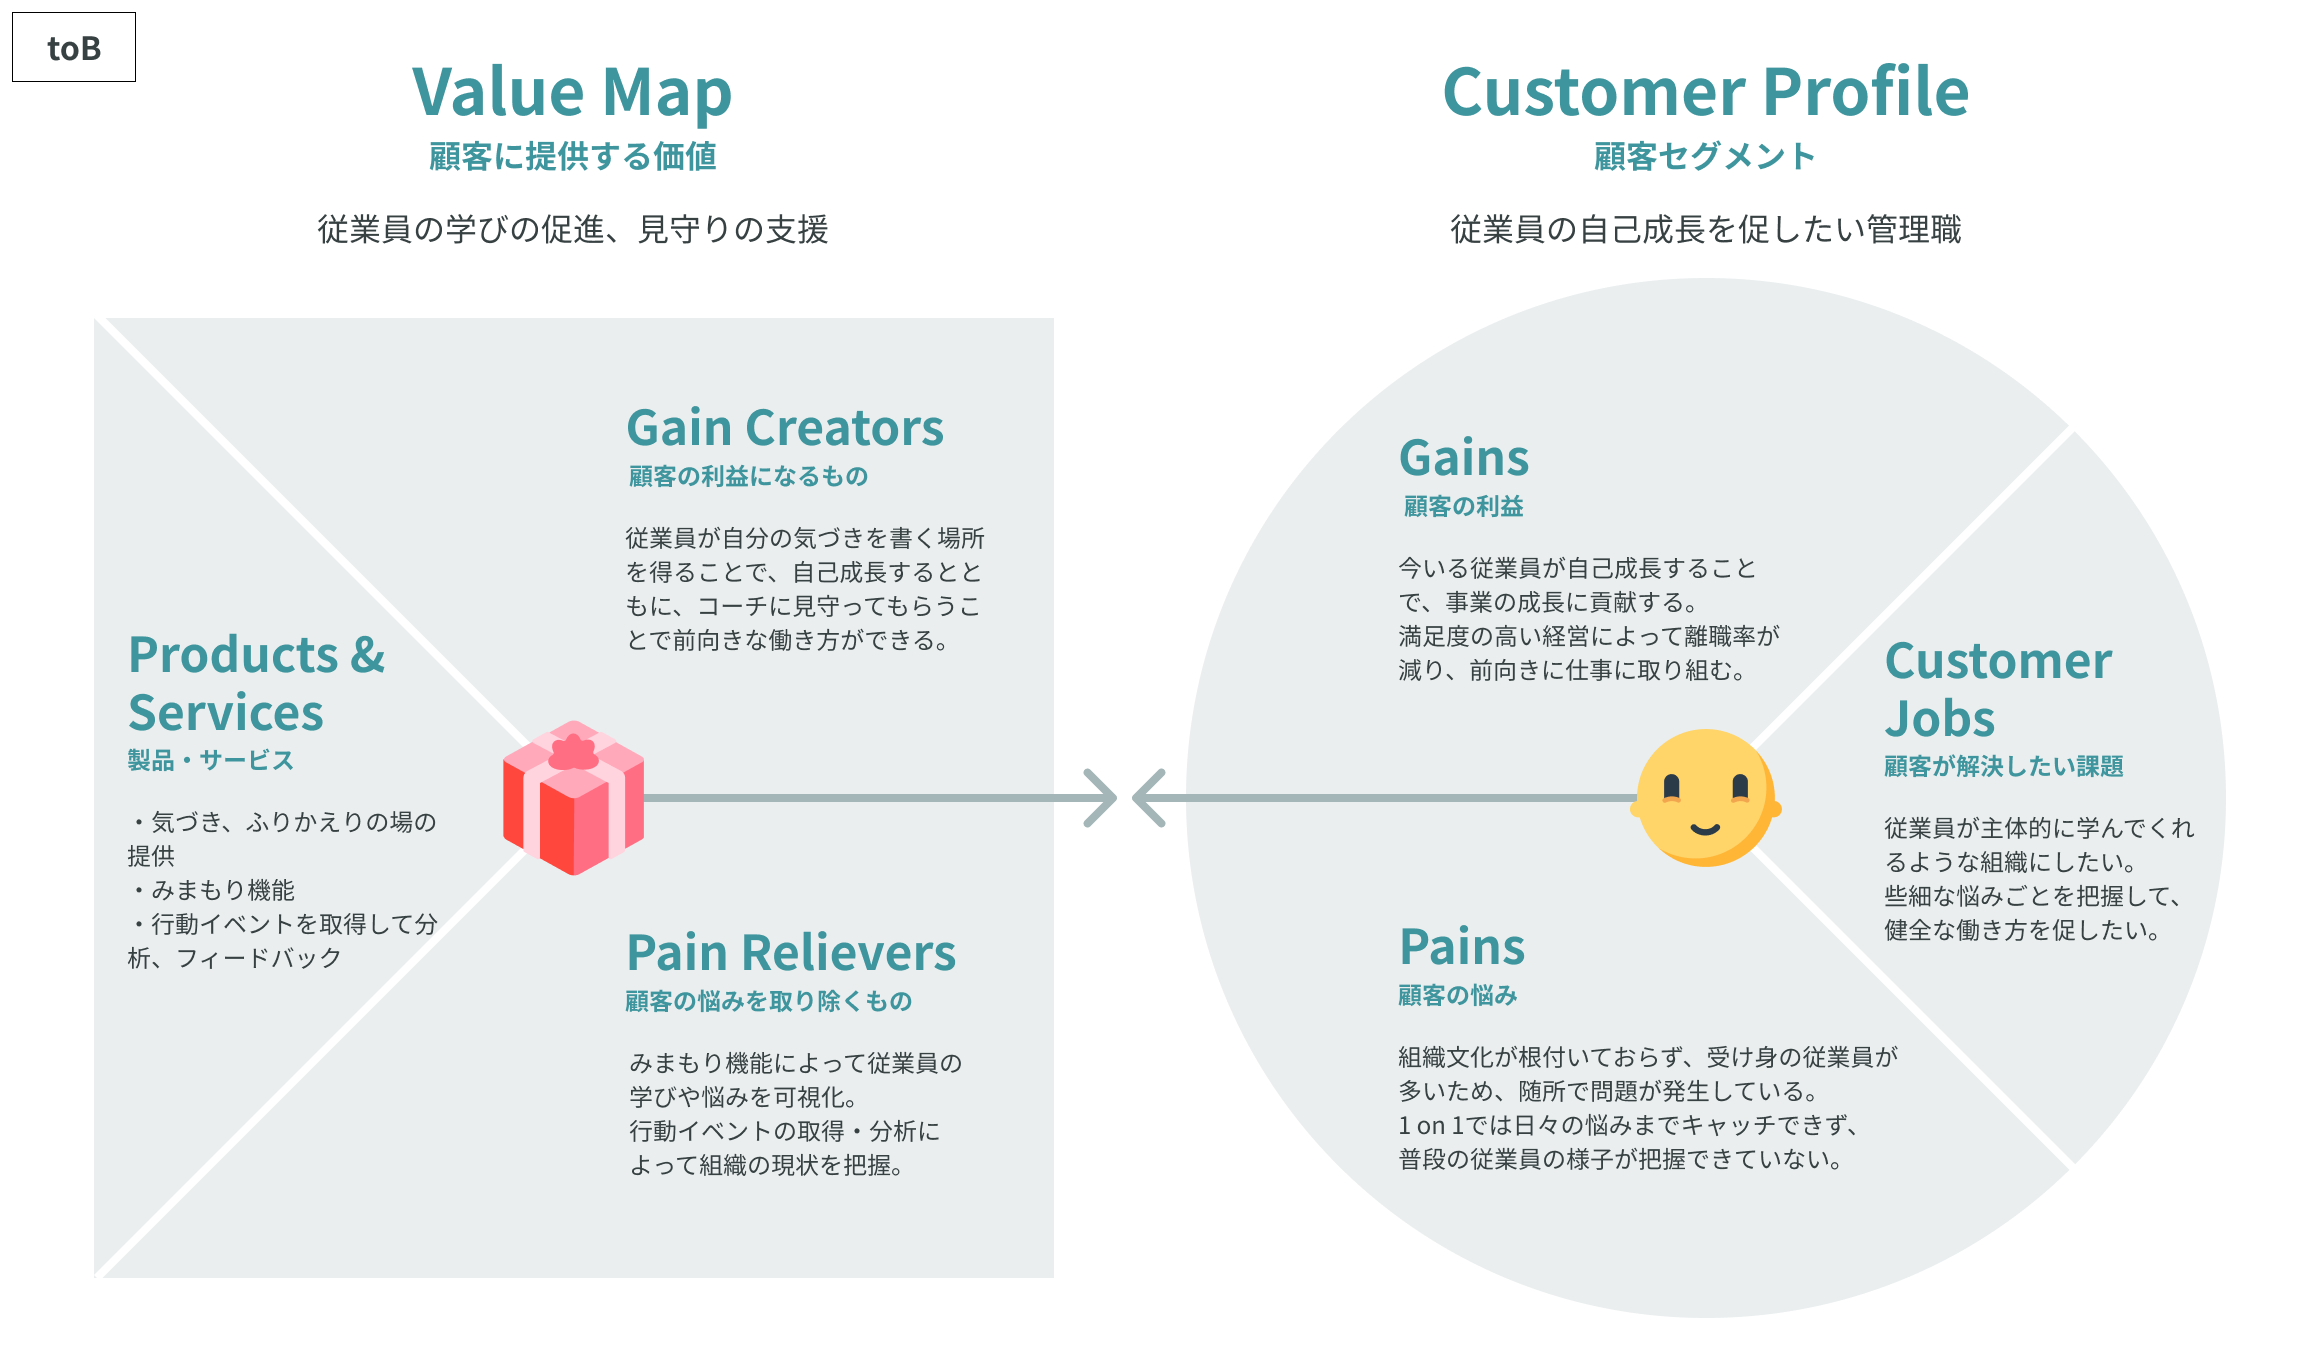 toB
Value Map
顧客に提供する価値
従業員の学びの促進、見守りの支援
Gain Creators
顧客の利益になるもの
従業員が自分の気づきを書く場所
を得ることで、自己成長するとと
もに、コーチに見守ってもらうこ
とで前向きな働き方ができる。
Products &
Services
製品・サービス
・気づき、ふりかえりの場の
提供
・みまもり機能
・行動イベントを取得して分
析、フィードバック
Pain Relievers
顧客の悩みを取り除くもの
みまもり機能によって従業員の
学びや悩みを可視化。
行動イベントの取得・分析に
よって組織の現状を把握。
Customer Profile
顧客セグメント
従業員の自己成長を促したい管理職
Gains
顧客の利益
今いる従業員が自己成長すること
で、事業の成長に貢献する。
満足度の高い経営によって離職率が
減り、前向きに仕事に取り組む。
Customer
Jobs
顧客が解決したい課題
従業員が主体的に学んでくれ
るような組織にしたい。
些細な悩みごとを把握して、
健全な働き方を促したい。
Pains
顧客の悩み
組織文化が根付いておらず、受け身の従業員が
多いため、随所で問題が発生している。
1 on 1では日々の悩みまでキャッチできず、
普段の従業員の様子が把握できていない。